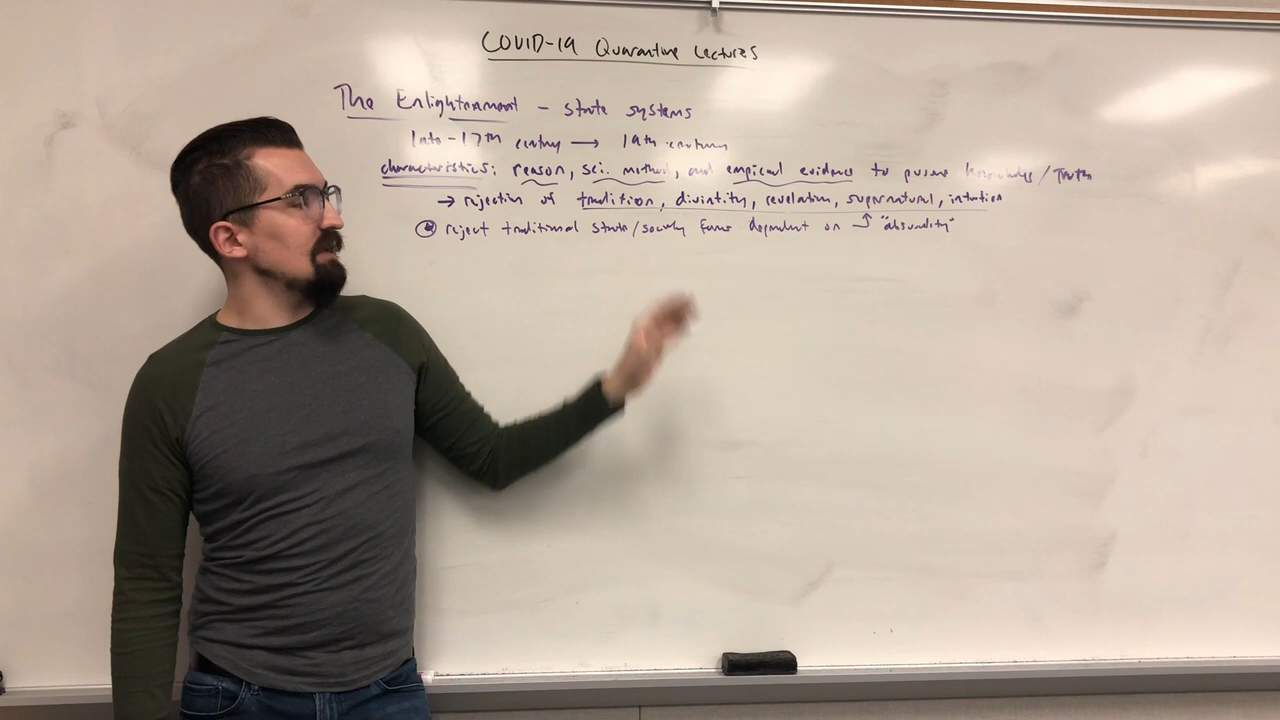 COVID-19 Quarantine Lectures
The Enlightenment - state systems
late-17th century → 19th century
characteristics: reason, sci. method, and empirical evidence to pursue knowledge/Truth
→ rejection of tradition, divintity, revelation, supernatural, intuition
* reject traditional state/society forms dependent on ↑ "absurdity"